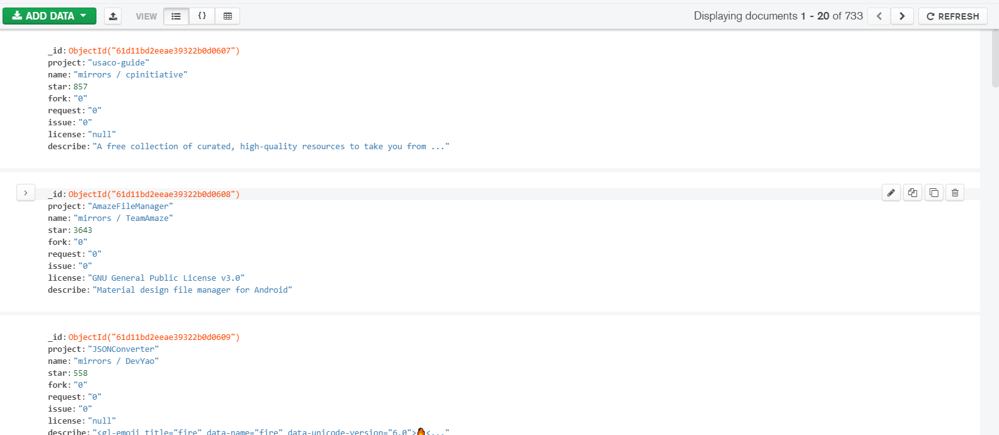 ADD DATA VIEW {} Displaying documents 1 - 20 of 733 REFRESH
_id: ObjectId("61d11bd2eeae39322b0d0607")
project: "usaco-guide"
name: "mirrors / cpinitiative"
star: 857
fork: "0"
request: "0"
issue: "0"
license: "null"
describe: "A free collection of curated, high-quality resources to take you from ..."
_id: ObjectId("61d11bd2eeae39322b0d0608")
project: "AmazeFileManager"
name: "mirrors / TeamAmaze"
star: 3643
fork: "0"
request: "0"
issue: "0"
license: "GNU General Public License v3.0"
describe: "Material design file manager for Android"
_id: ObjectId("61d11bd2eeae39322b0d0609")
project: "JSONConverter"
name: "mirrors / DevYao"
star: 558
fork: "0"
request: "0"
issue: "0"
license: "null"
describe: "<gl-emoji title="fire" data-name="fire" data-unicode-version="6.0">🔥<..."